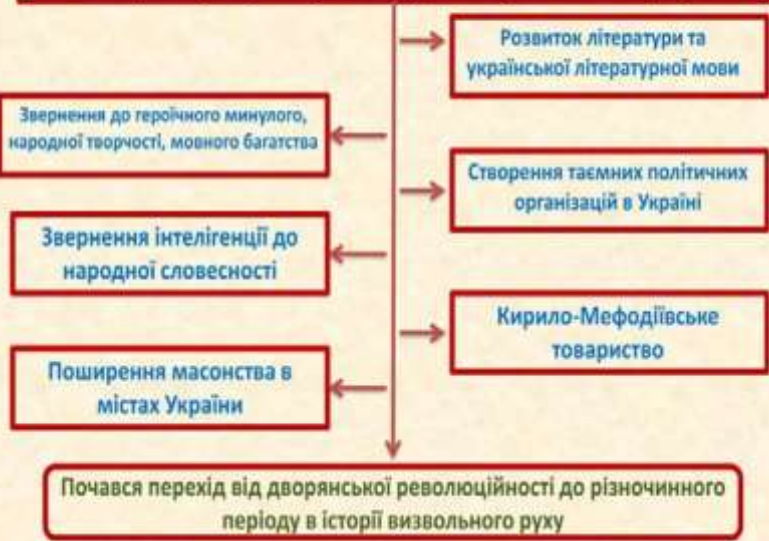 Розвиток літератури та
української літературної мови
Звернення до героїчного минулого,
народної творчості, мовного багатства
Створення таємних політичних
організацій в Україні
Звернення інтелігенції до
народної словесності
Кирило-Мефодіївське
товариство
Поширення масонства в
містах України
Почався перехід від дворянської революційності до різночинного
періоду в історії визвольного руху